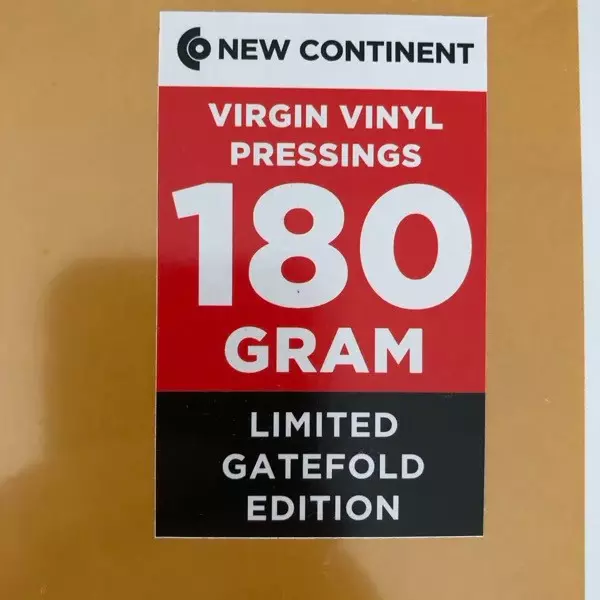 NEW CONTINENT
VIRGIN VINYL
PRESSINGS
180
GRAM
LIMITED
GATEFOLD
EDITION